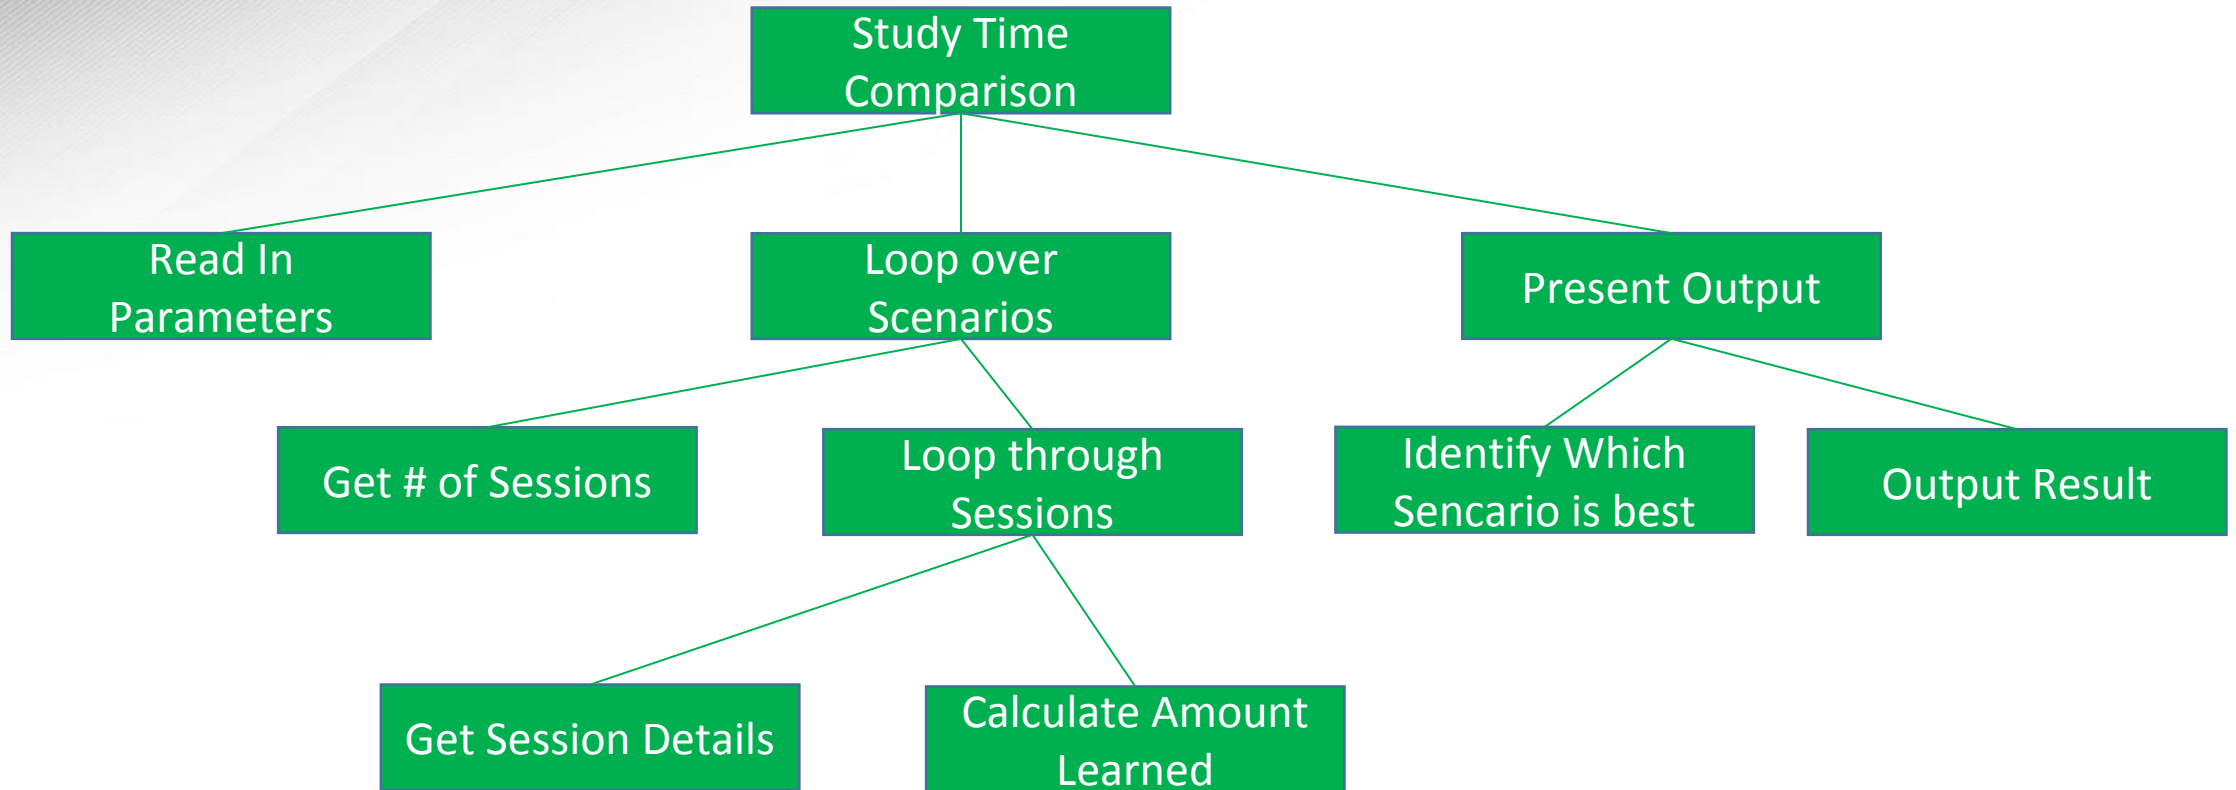 Study Time
Comparison
Read In
Parameters
Loop over
Scenarios
Present Output
Get # of Sessions
Loop through
Sessions
Identify Which
Sencario is best
Output Result
Get Session Details
Calculate Amount
Learned